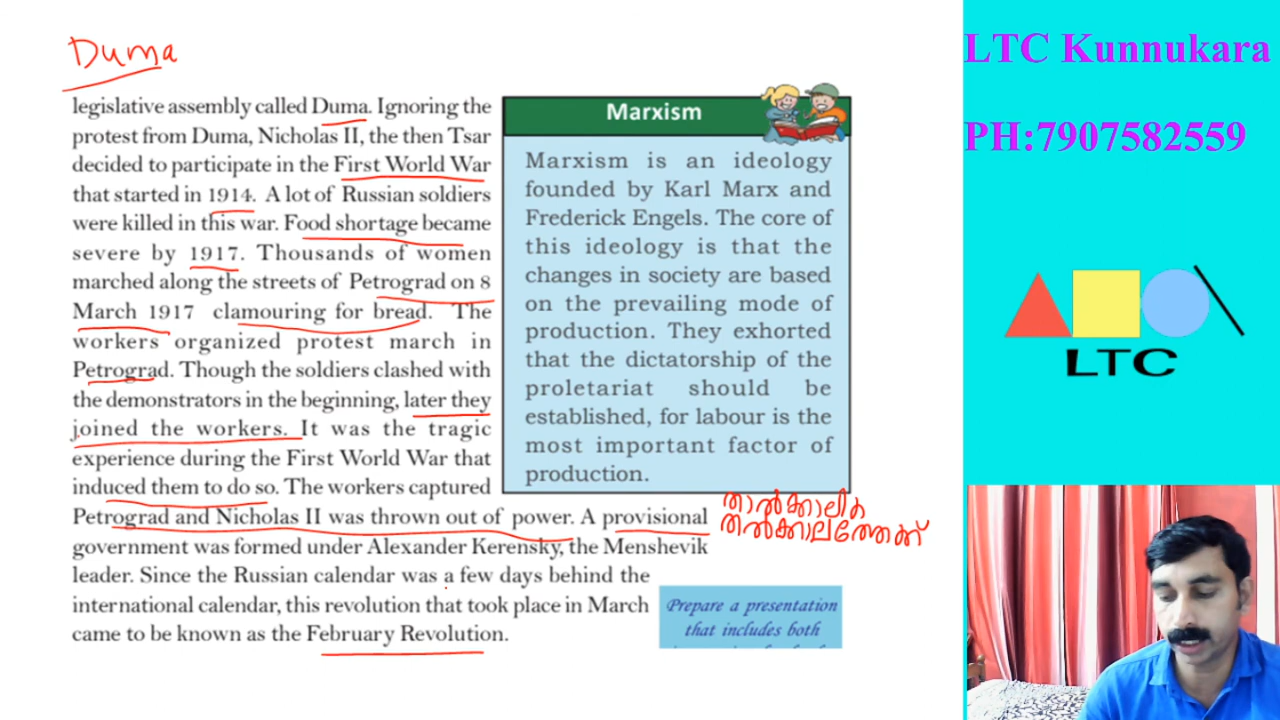 Duma
legislative assembly called Duma. Ignoring the
protest from Duma, Nicholas II, the then Tsar
decided to participate in the First World War
that started in 1914. A lot of Russian soldiers
were killed in this war. Food shortage became
severe by 1917. Thousands of women
marched along the streets of Petrograd on 8
March 1917 clamouring for bread. The
workers organized protest march in
Petrograd. Though the soldiers clashed with
the demonstrators in the beginning, later they
joined the workers. It was the tragic
experience during the First World War that
induced them to do so. The workers captured
Petrograd and Nicholas II was thrown out of power. A provisional
government was formed under Alexander Kerensky, the Menshevik
leader. Since the Russian calendar was a few days behind the
international calendar, this revolution that took place in March
came to be known as the February Revolution.
Marxism
Marxism is an ideology
founded by Karl Marx and
Frederick Engels. The core of
this ideology is that the
changes in society are based
on the prevailing mode of
production. They exhorted
that the dictatorship of the
proletariat should be
established, for labour is the
most important factor of
production.
താൽക്കാലിക
തൽക്കാലത്തേക്ക്
Prepare a presentation
that includes both
LTC Kunnukara
PH:7907582559
LTC